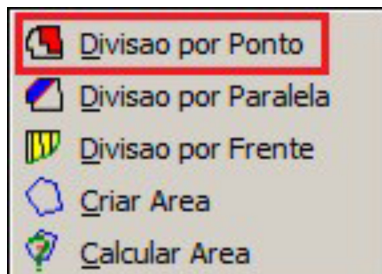 Divisao por Ponto
Divisao por Paralela
Divisao por Frente
Criar Area
Calcular Area